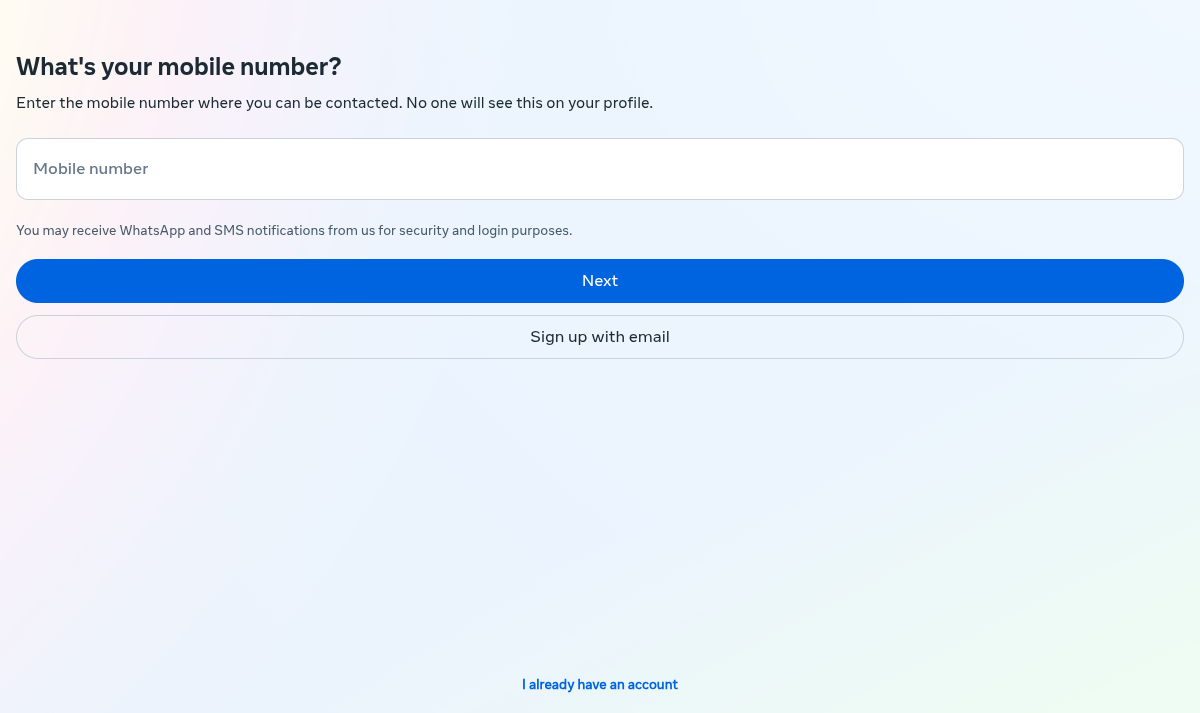 What's your mobile number?
Enter the mobile number where you can be contacted. No one will see this on your profile.
Mobile number
You may receive WhatsApp and SMS notifications from us for security and login purposes.
Next
Sign up with email
I already have an account